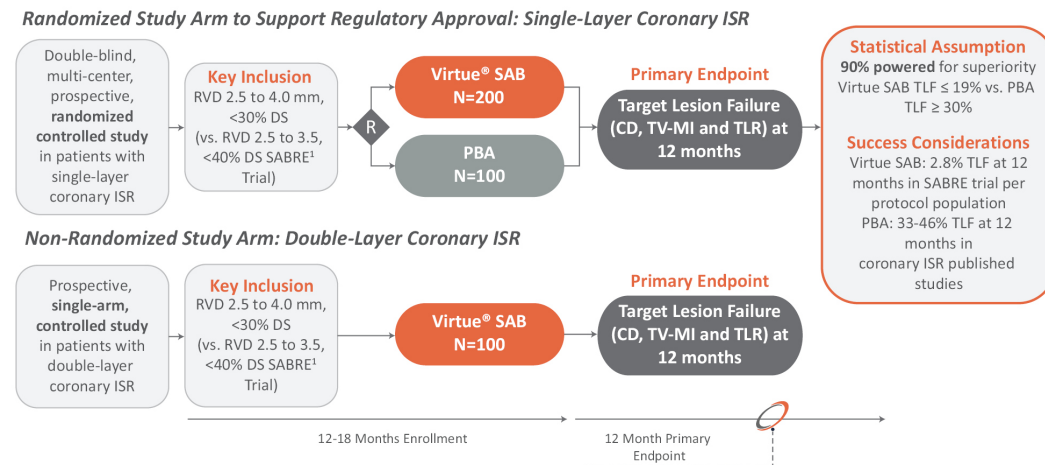 Randomized Study Arm to Support Regulatory Approval: Single-Layer Coronary ISR
Double-blind,
multi-center,
prospective,
randomized
controlled study
in patients with
single-layer
coronary ISR
Key Inclusion
RVD 2.5 to 4.0 mm,
<30% DS
(vs. RVD 2.5 to 3.5,
<40% DS SABRE¹
Trial)
R
Virtue® SAB
N=200
PBA
N=100
Primary Endpoint
Target Lesion Failure
(CD, TV-MI and TLR) at
12 months
Statistical Assumption
90% powered for superiority
Virtue SAB TLF ≤ 19% vs. PBA
TLF ≥ 30%
Success Considerations
Virtue SAB: 2.8% TLF at 12
months in SABRE trial per
protocol population
PBA: 33-46% TLF at 12
months in
coronary ISR published
studies
Non-Randomized Study Arm: Double-Layer Coronary ISR
Prospective,
single-arm,
controlled study
in patients with
double-layer
coronary ISR
Key Inclusion
RVD 2.5 to 4.0 mm,
<30% DS
(vs. RVD 2.5 to 3.5,
<40% DS SABRE¹
Trial)
Virtue® SAB
N=100
Primary Endpoint
Target Lesion Failure
(CD, TV-MI and TLR) at
12 months
12-18 Months Enrollment
12 Month Primary
Endpoint